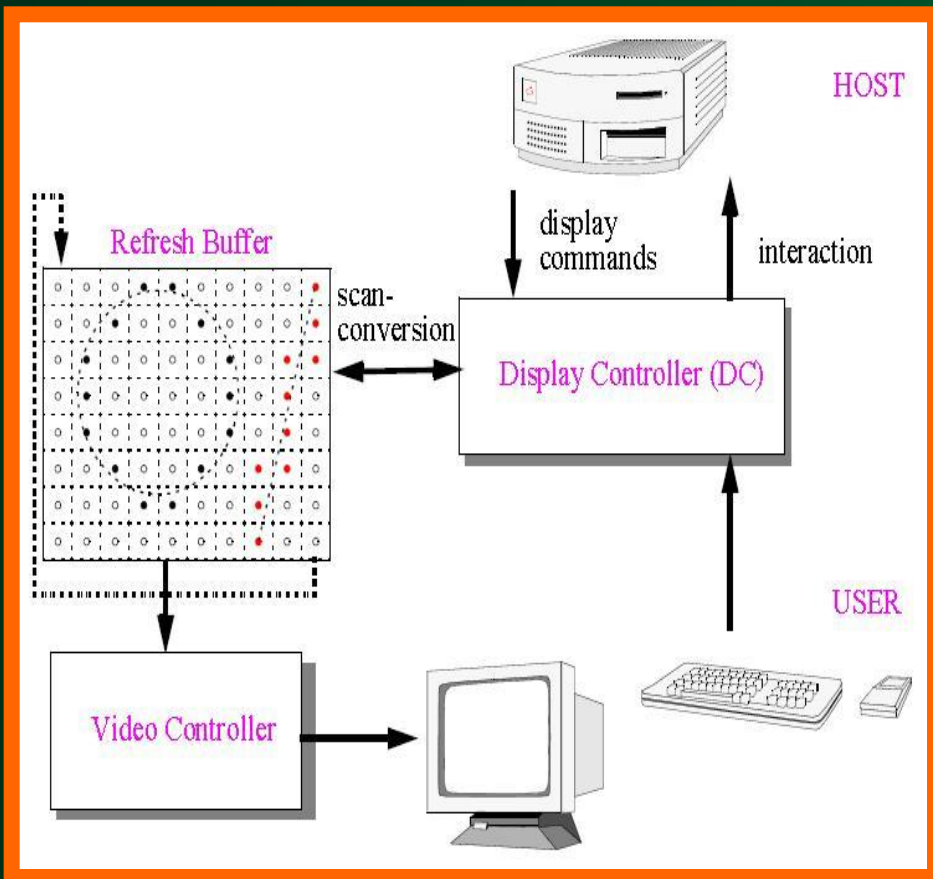 HOST
display
commands
interaction
Refresh Buffer
scan-
conversion
Display Controller (DC)
USER
Video Controller